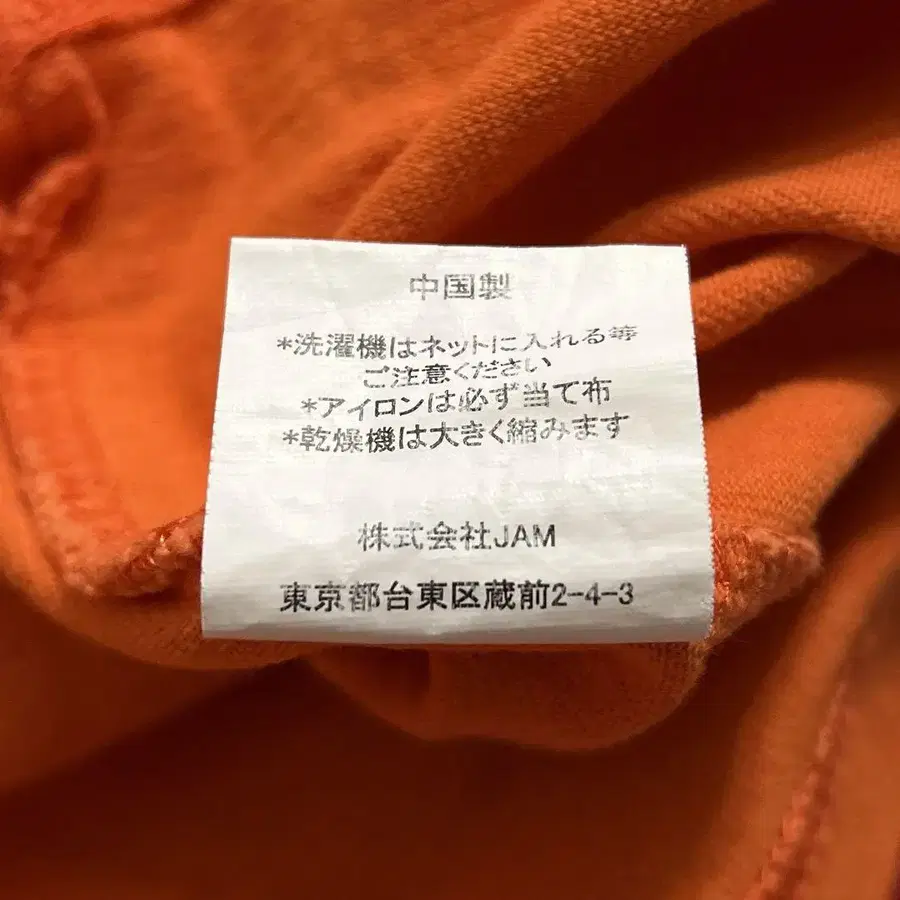 中国製
*洗濯機はネットに入れる等
ご注意ください
*アイロンは必ず当て布
*乾燥機は大きく縮みます
株式会社JAM
東京都台東区蔵前2-4-3